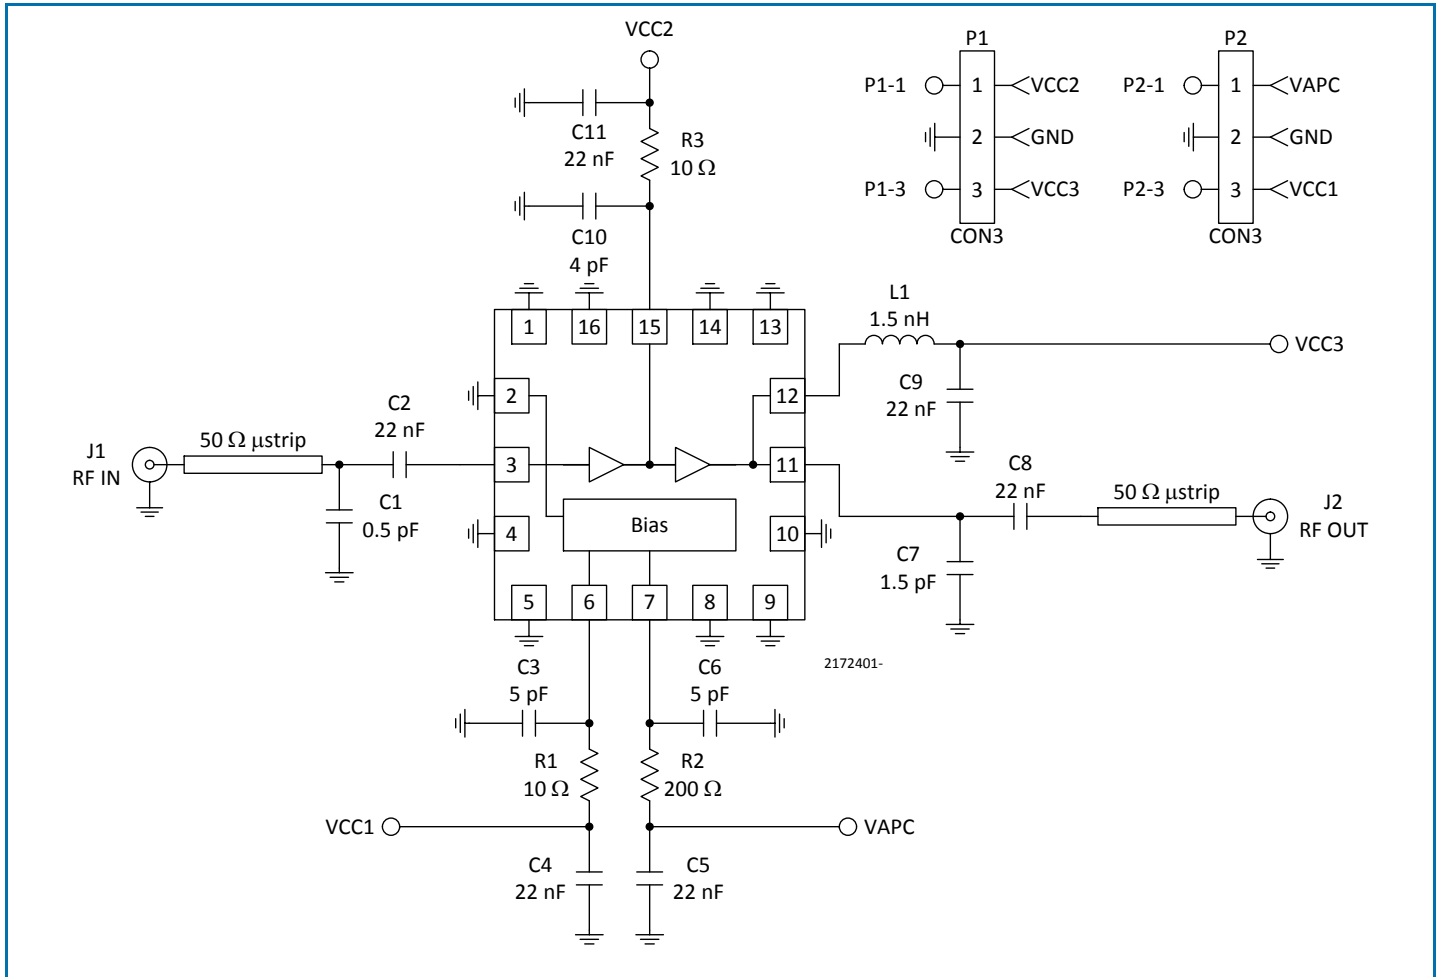 VCC2
P1
P2
P1-1
1
VCC2
P2-1
1
VAPC
C11
22 nF
R3
10 Ω
2
GND
2
GND
P1-3
3
VCC3
P2-3
3
VCC1
C10
4 pF
CON3
CON3
L1
1.5 nH
1
16
15
14
13
VCC3
2
12
C9
22 nF
C2
22 nF
J1
RF IN
50 Ω µstrip
3
11
C8
22 nF
50 Ω µstrip
J2
RF OUT
C1
0.5 pF
4
Bias
10
C7
1.5 pF
5
6
7
8
9
2172401-
C3
5 pF
C6
5 pF
R1
10 Ω
R2
200 Ω
VCC1
VAPC
C4
22 nF
C5
22 nF